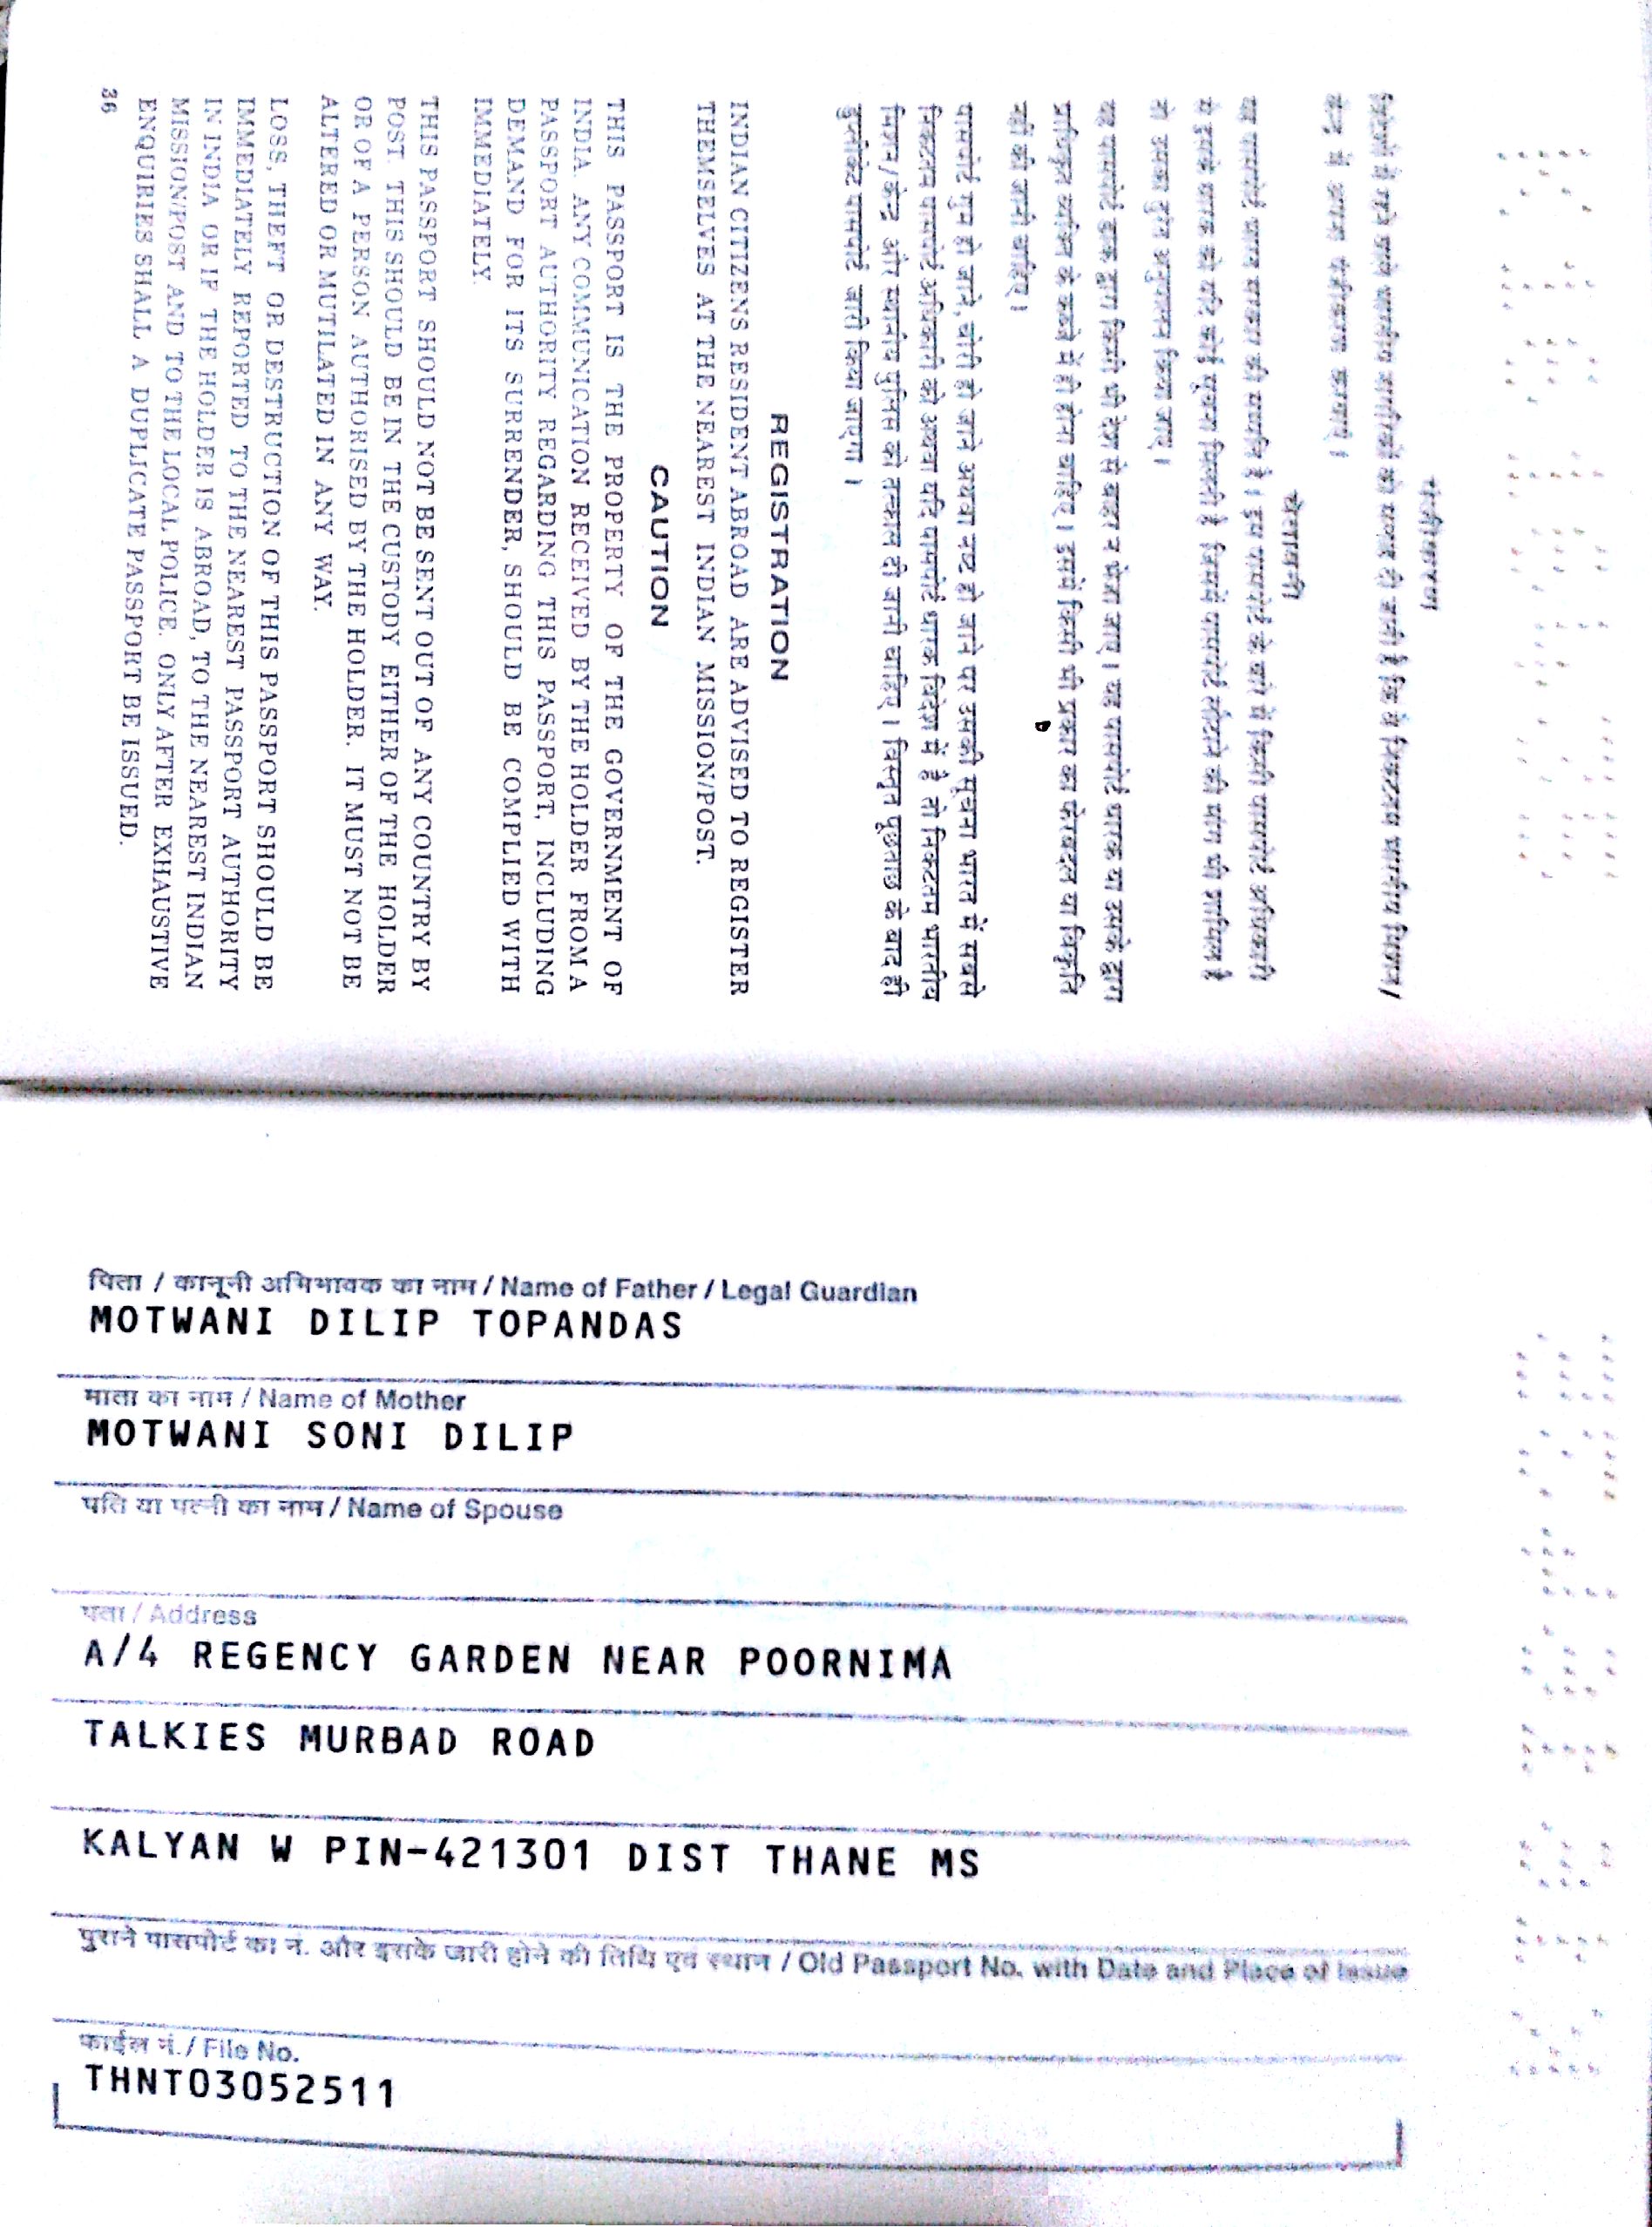 पंजीकरण
विदेशों में रहने वाले भारतीय नागरिकों को सलाह दी जाती है कि वे निकटतम भारतीय मिशन/
केन्द्र में अपना पंजीकरण करवाएं।
चेतावनी
यह पासपोर्ट भारत सरकार की सम्पत्ति है। इस पासपोर्ट के बारे में किसी पासपोर्ट अधिकारी
से इसके धारक को यदि कोई सूचना मिलती है जिसमें पासपोर्ट लौटाने की मांग भी शामिल है
तो उसका तुरंत अनुपालन किया जाए।
यह पासपोर्ट डाक द्वारा किसी भी देश से बाहर न भेजा जाए। यह पासपोर्ट धारक या उसके द्वारा
प्राधिकृत व्यक्ति के कब्जे में ही होना चाहिए। इसमें किसी भी प्रकार का फेरबदल या विकृति
नहीं की जानी चाहिए।
पासपोर्ट गुम हो जाने, चोरी हो जाने अथवा नष्ट हो जाने पर उसकी सूचना भारत में सबसे
निकटतम पासपोर्ट अधिकारी को अथवा यदि पासपोर्ट धारक विदेश में है तो निकटतम भारतीय
मिशन/केन्द्र और स्थानीय पुलिस को तत्काल दी जानी चाहिए। विस्तृत पूछताछ के बाद ही
डुप्लीकेट पासपोर्ट जारी किया जाएगा।
REGISTRATION
INDIAN CITIZENS RESIDENT ABROAD ARE ADVISED TO REGISTER
THEMSELVES AT THE NEAREST INDIAN MISSION/POST.
CAUTION
THIS PASSPORT IS THE PROPERTY OF THE GOVERNMENT OF
INDIA. ANY COMMUNICATION RECEIVED BY THE HOLDER FROM A
PASSPORT AUTHORITY REGARDING THIS PASSPORT, INCLUDING
DEMAND FOR ITS SURRENDER, SHOULD BE COMPLIED WITH
IMMEDIATELY.
THIS PASSPORT SHOULD NOT BE SENT OUT OF ANY COUNTRY BY
POST. THIS SHOULD BE IN THE CUSTODY EITHER OF THE HOLDER
OR OF A PERSON AUTHORISED BY THE HOLDER. IT MUST NOT BE
ALTERED OR MUTILATED IN ANY WAY.
LOSS, THEFT OR DESTRUCTION OF THIS PASSPORT SHOULD BE
IMMEDIATELY REPORTED TO THE NEAREST PASSPORT AUTHORITY
IN INDIA OR IF THE HOLDER IS ABROAD, TO THE NEAREST INDIAN
MISSION/POST AND TO THE LOCAL POLICE. ONLY AFTER EXHAUSTIVE
ENQUIRIES SHALL A DUPLICATE PASSPORT BE ISSUED.
36
पिता / कानूनी अभिभावक का नाम / Name of Father / Legal Guardian
MOTWANI DILIP TOPANDAS
माता का नाम / Name of Mother
MOTWANI SONI DILIP
पति या पत्नी का नाम / Name of Spouse
पता / Address
A/4 REGENCY GARDEN NEAR POORNIMA
TALKIES MURBAD ROAD
KALYAN W PIN-421301 DIST THANE MS
पुराने पासपोर्ट का नं. और इसके जारी होने की तिथि एवं स्थान / Old Passport No. with Date and Place of Issue
फाईल नं. / File No.
THNT03052511